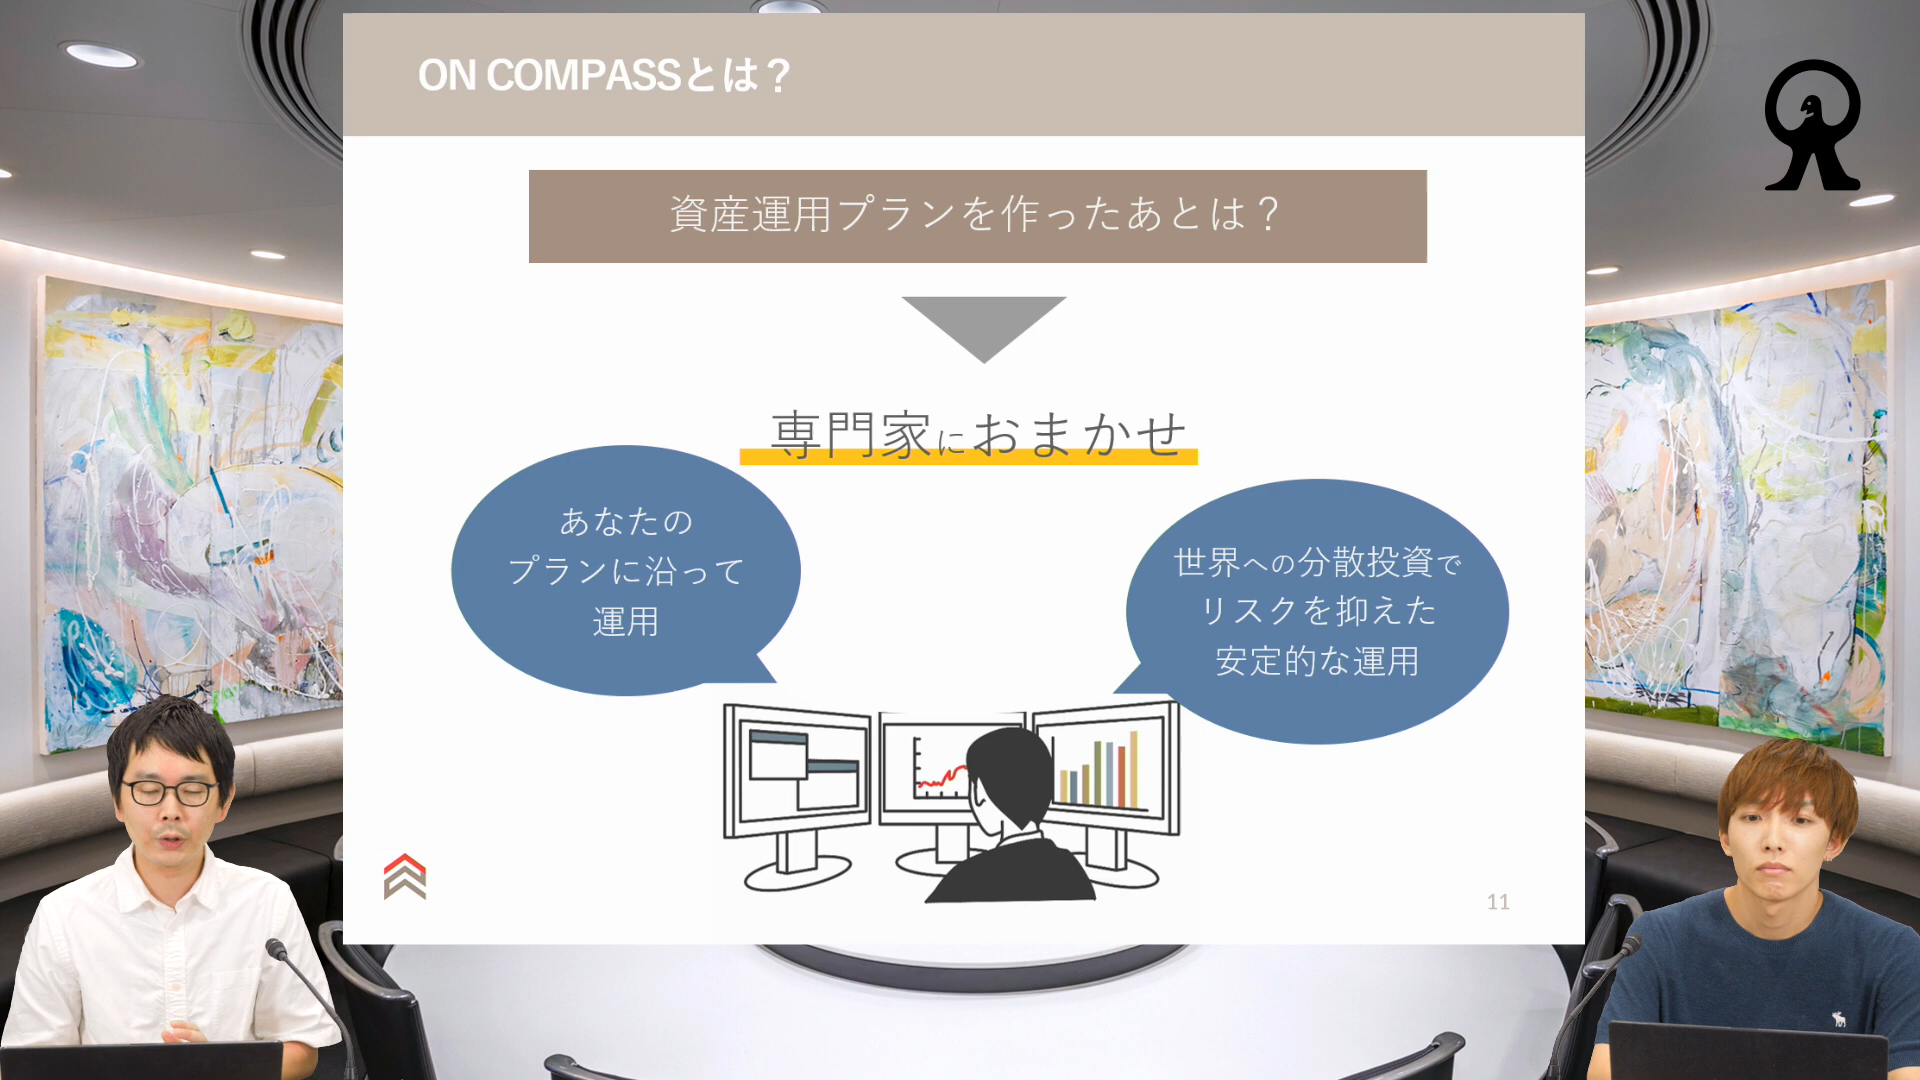 ON COMPASSとは？
資産運用プランを作ったあとは？
専門家におまかせ
あなたの
プランに沿って
運用
世界への分散投資で
リスクを抑えた
安定的な運用
11